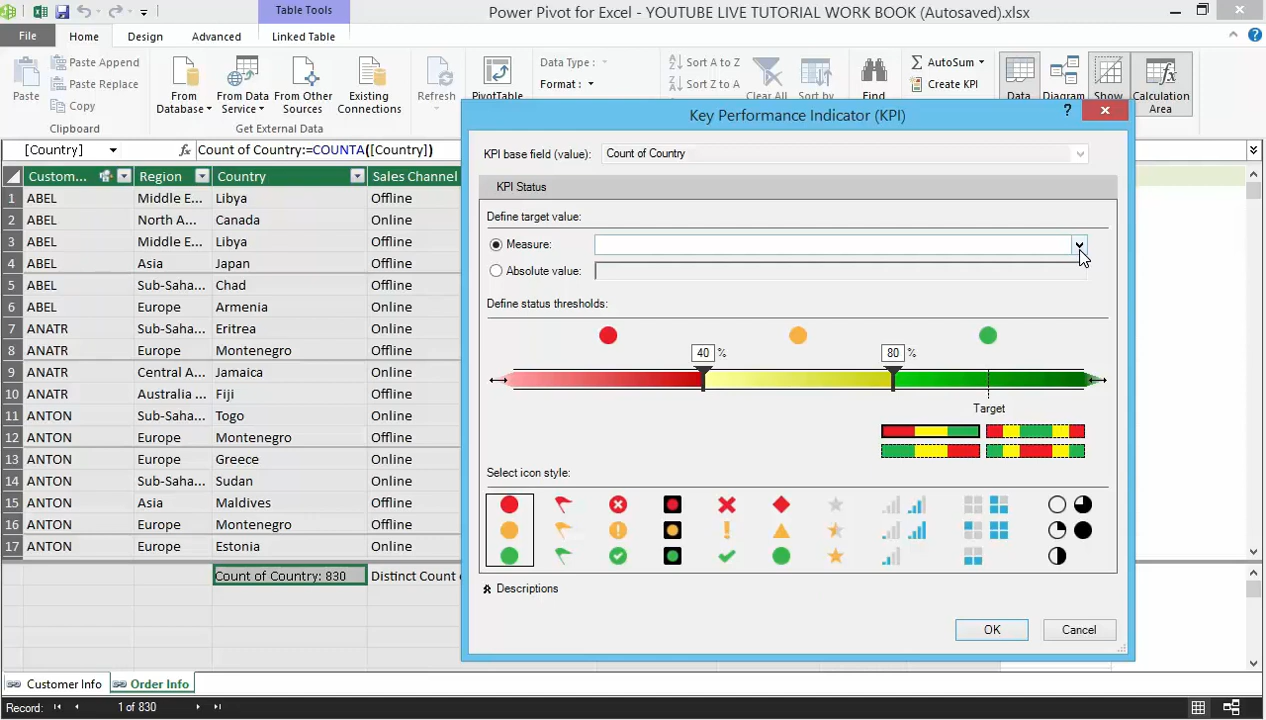 Table Tools
Power Pivot for Excel - YOUTUBE LIVE TUTORIAL WORK BOOK (Autosaved).xlsx
File
Home
Design
Advanced
Linked Table
Paste
Paste Append
Paste Replace
Copy
Clipboard
From Database
From Data Service
From Other Sources
Existing Connections
Get External Data
Refresh
PivotTable
Data Type :
Format :
Sort A to Z
Sort Z to A
Clear All
Sort by
Find
AutoSum
Create KPI
Data
Diagram
Show
Calculation Area
[Country]
fx
Count of Country:=COUNTA([Country])
Custom... Region Country Sales Channel
1 ABEL Middle E... Libya Offline
2 ABEL North A... Canada Offline
3 ABEL Middle E... Libya Offline
4 ABEL Asia Japan Offline
5 ABEL Sub-Saha... Chad Offline
6 ABEL Europe Armenia Online
7 ANATR Sub-Saha... Eritrea Online
8 ANATR Europe Montenegro Offline
9 ANATR Central A... Jamaica Online
10 ANATR Australia ... Fiji Offline
11 ANTON Sub-Saha... Togo Online
12 ANTON Europe Montenegro Offline
13 ANTON Europe Greece Online
14 ANTON Sub-Saha... Sudan Online
15 ANTON Asia Maldives Offline
16 ANTON Europe Montenegro Offline
17 ANTON Europe Estonia Online
Count of Country: 830
Distinct Count
Customer Info
Order Info
Record:
1 of 830
Key Performance Indicator (KPI)
?
KPI base field (value):
Count of Country
KPI Status
Define target value:
Measure:
Absolute value:
Define status thresholds:
40 %
80 %
Target
Select icon style:
Descriptions
OK
Cancel